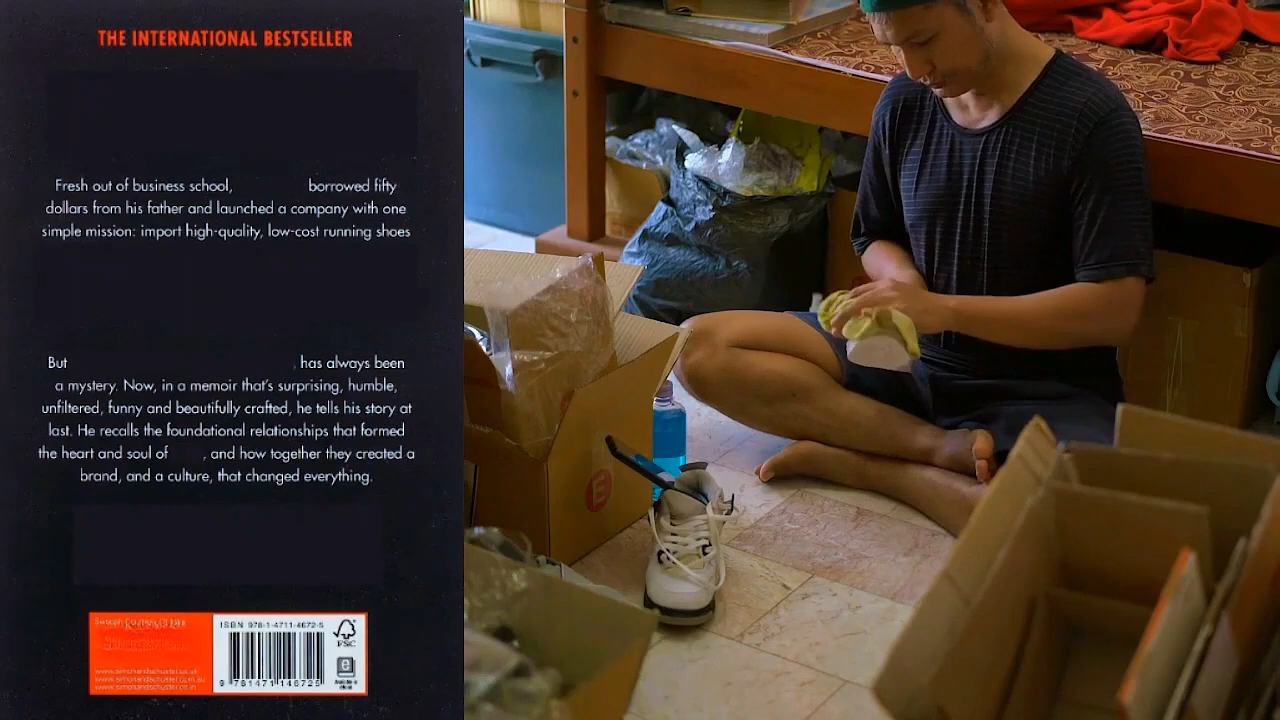 THE INTERNATIONAL BESTSELLER
Fresh out of business school, borrowed fifty
dollars from his father and launched a company with one
simple mission: import high-quality, low-cost running shoes
But , has always been
a mystery. Now, in a memoir that's surprising, humble,
unfiltered, funny and beautifully crafted, he tells his story at
last. He recalls the foundational relationships that formed
the heart and soul of , and how together they created a
brand, and a culture, that changed everything.
ISBN 978-1-4711-4672-5
FSC
www.simonandschuster.co.uk
www.simonandschuster.com.au
www.simonandschuster.co.in
9 781471 146725
E